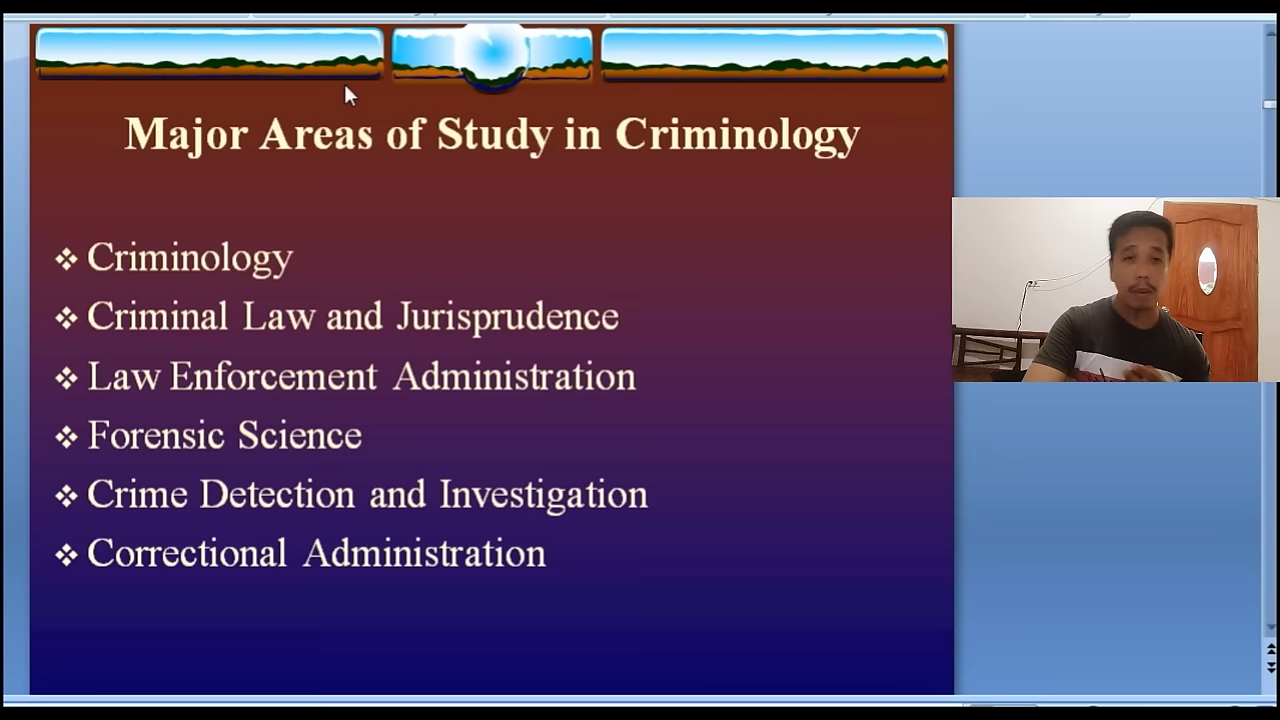 Major Areas of Study in Criminology
Criminology
Criminal Law and Jurisprudence
Law Enforcement Administration
Forensic Science
Crime Detection and Investigation
Correctional Administration